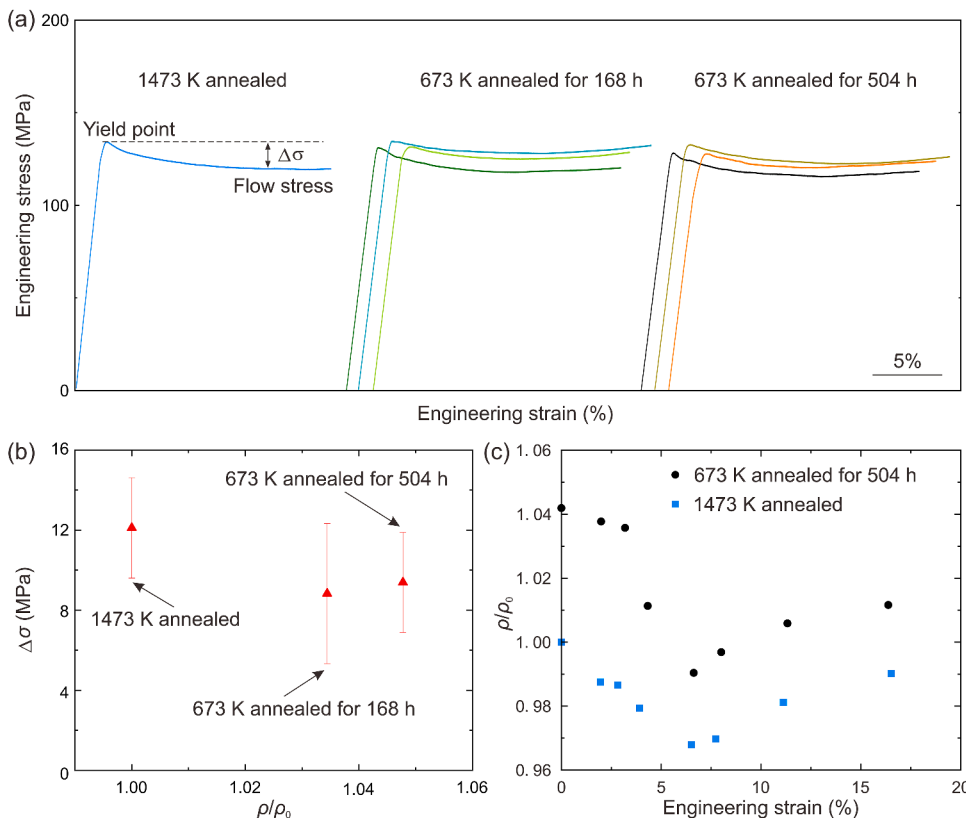 (a)
200
100
0
Engineering stress (MPa)
1473 K annealed
673 K annealed for 168 h
673 K annealed for 504 h
Yield point
Δσ
Flow stress
5%
Engineering strain (%)
(b)
16
12
8
4
0
Δσ (MPa)
673 K annealed for 504 h
1473 K annealed
673 K annealed for 168 h
1.00
1.02
1.04
1.06
ρ/ρ₀
(c)
1.06
1.04
1.02
1.00
0.98
0.96
ρ/ρ₀
673 K annealed for 504 h
1473 K annealed
0
5
10
15
20
Engineering strain (%)